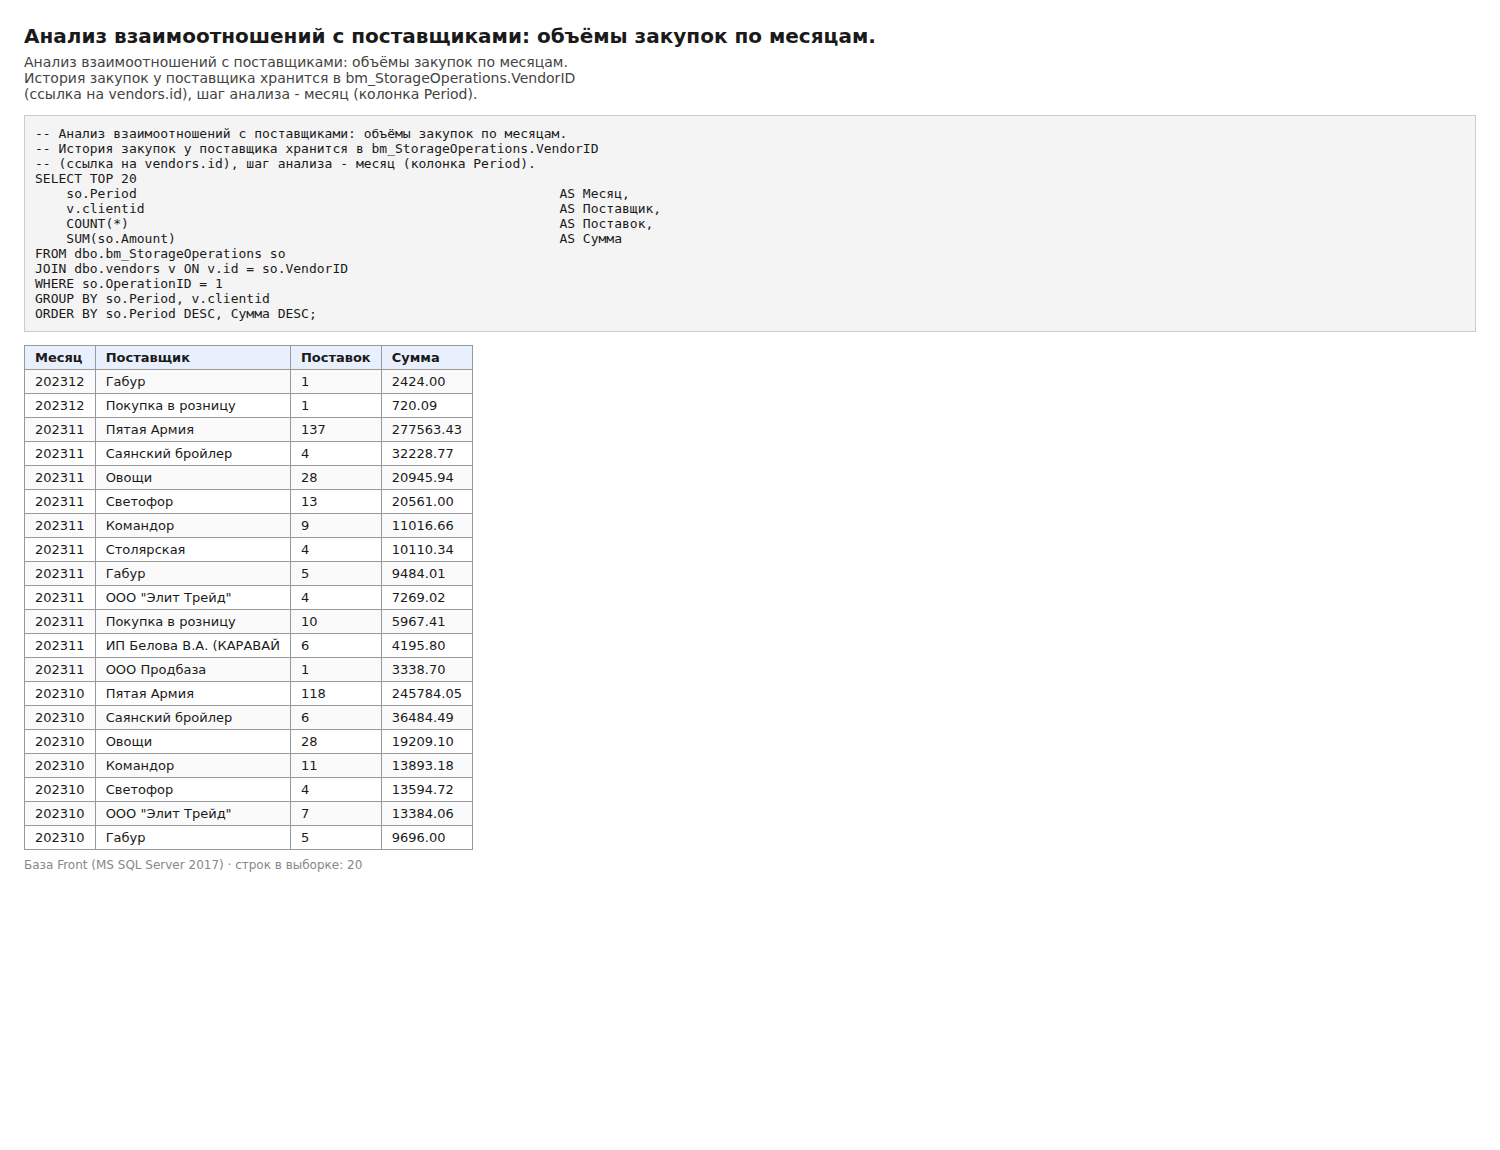 Анализ взаимоотношений с поставщиками: объёмы закупок по месяцам.
Анализ взаимоотношений с поставщиками: объёмы закупок по месяцам.
История закупок у поставщика хранится в bm_StorageOperations.VendorID
(ссылка на vendors.id), шаг анализа - месяц (колонка Period).
-- Анализ взаимоотношений с поставщиками: объёмы закупок по месяцам.
-- История закупок у поставщика хранится в bm_StorageOperations.VendorID
-- (ссылка на vendors.id), шаг анализа - месяц (колонка Period).
SELECT TOP 20
    so.Period                                                      AS Месяц,
    v.clientid                                                     AS Поставщик,
    COUNT(*)                                                       AS Поставок,
    SUM(so.Amount)                                                 AS Сумма
FROM dbo.bm_StorageOperations so
JOIN dbo.vendors v ON v.id = so.VendorID
WHERE so.OperationID = 1
GROUP BY so.Period, v.clientid
ORDER BY so.Period DESC, Сумма DESC;
Месяц Поставщик Поставок Сумма
202312 Габур 1 2424.00
202312 Покупка в розницу 1 720.09
202311 Пятая Армия 137 277563.43
202311 Саянский бройлер 4 32228.77
202311 Овощи 28 20945.94
202311 Светофор 13 20561.00
202311 Командор 9 11016.66
202311 Столярская 4 10110.34
202311 Габур 5 9484.01
202311 ООО "Элит Трейд" 4 7269.02
202311 Покупка в розницу 10 5967.41
202311 ИП Белова В.А. (КАРАВАЙ 6 4195.80
202311 ООО Продбаза 1 3338.70
202310 Пятая Армия 118 245784.05
202310 Саянский бройлер 6 36484.49
202310 Овощи 28 19209.10
202310 Командор 11 13893.18
202310 Светофор 4 13594.72
202310 ООО "Элит Трейд" 7 13384.06
202310 Габур 5 9696.00
База Front (MS SQL Server 2017) · строк в выборке: 20